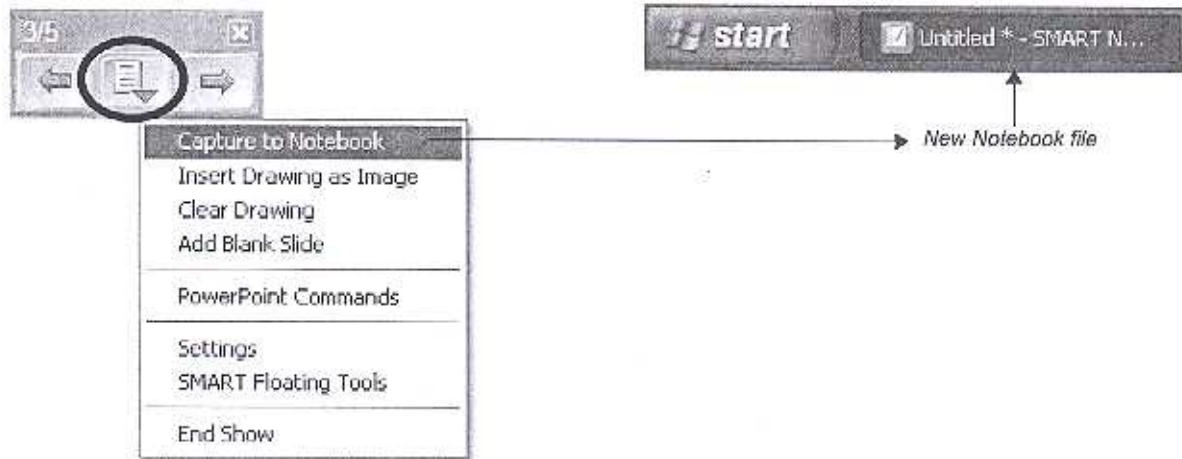 3/5
start
Untitled * - SMART N...
Capture to Notebook
New Notebook file
Insert Drawing as Image
Clear Drawing
Add Blank Slide
PowerPoint Commands
Settings
SMART Floating Tools
End Show